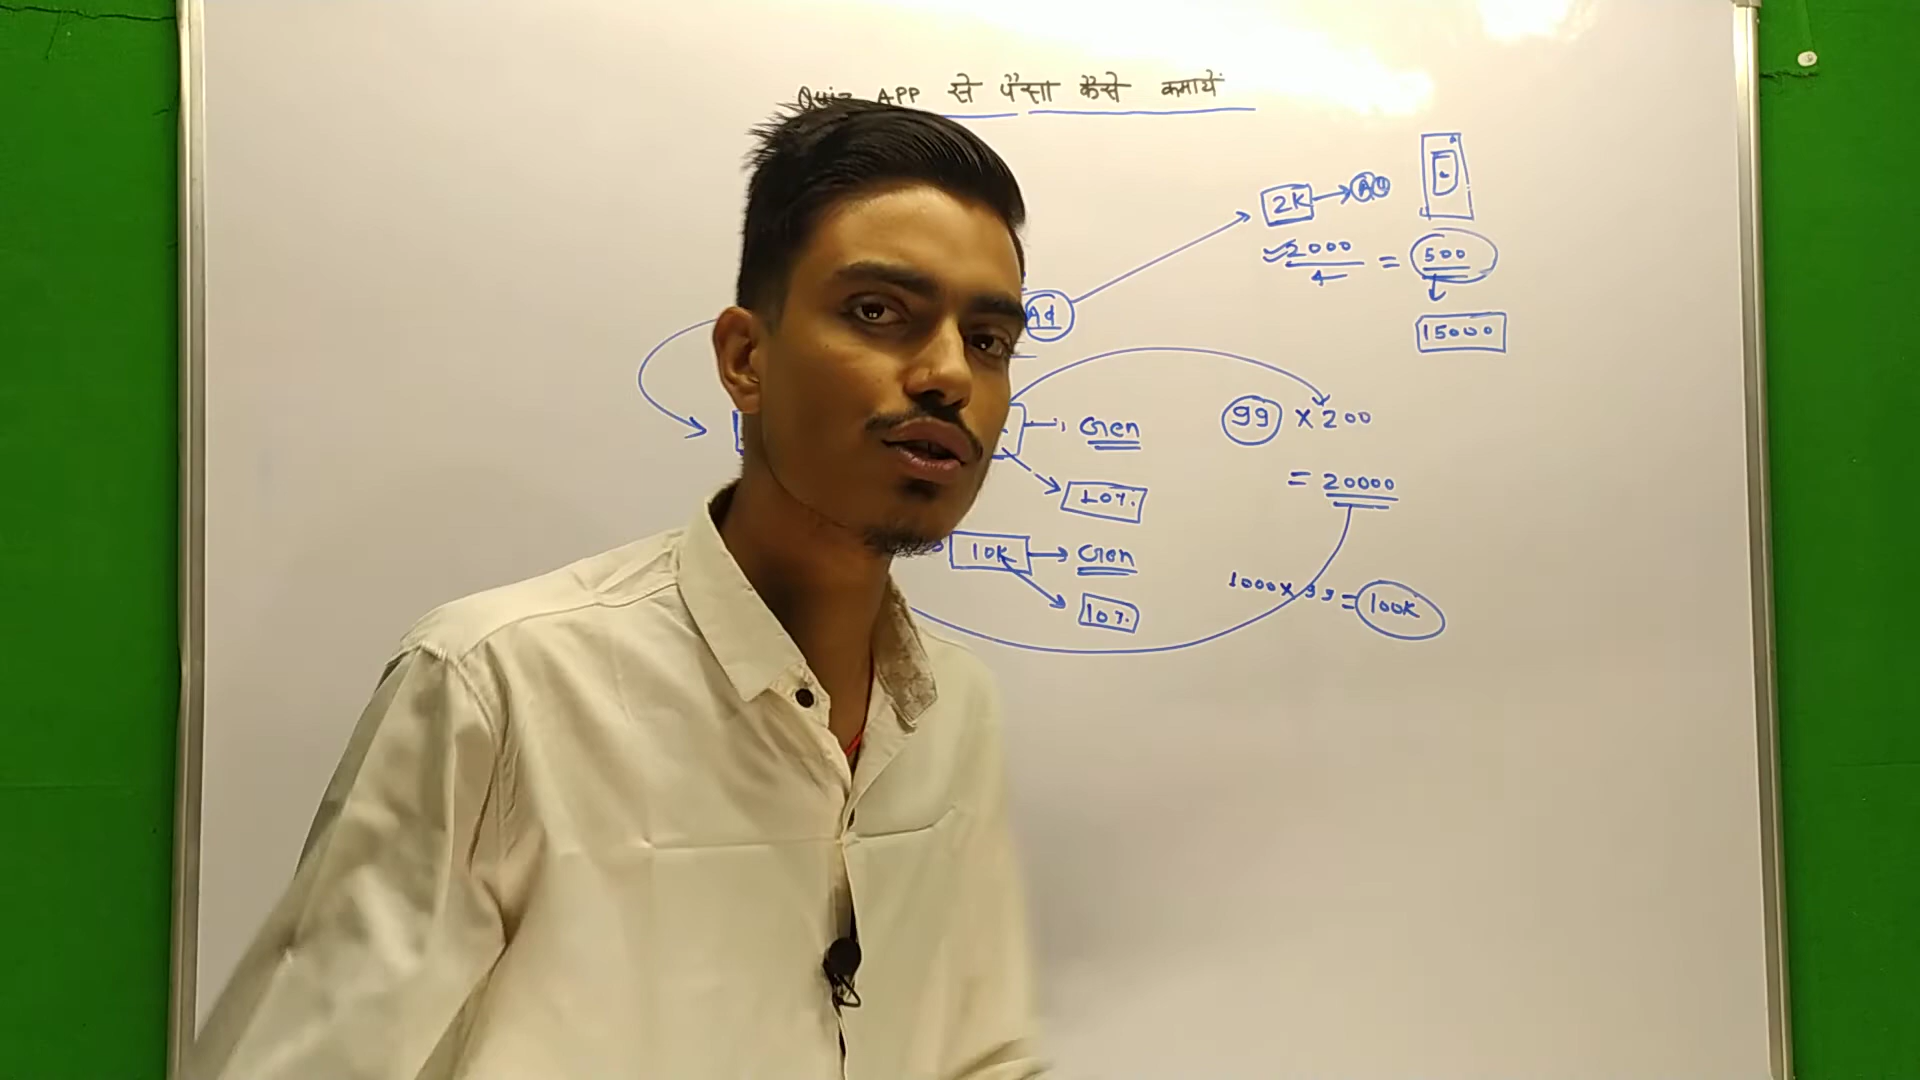 Quiz APP से पैसा कैसे कमायें
2K → Ad
2000 / 4 = 500
15000
Ad
99 x 200
= 20000
Gen
10%
10K → Gen
10%
1000 x 99 = 100K